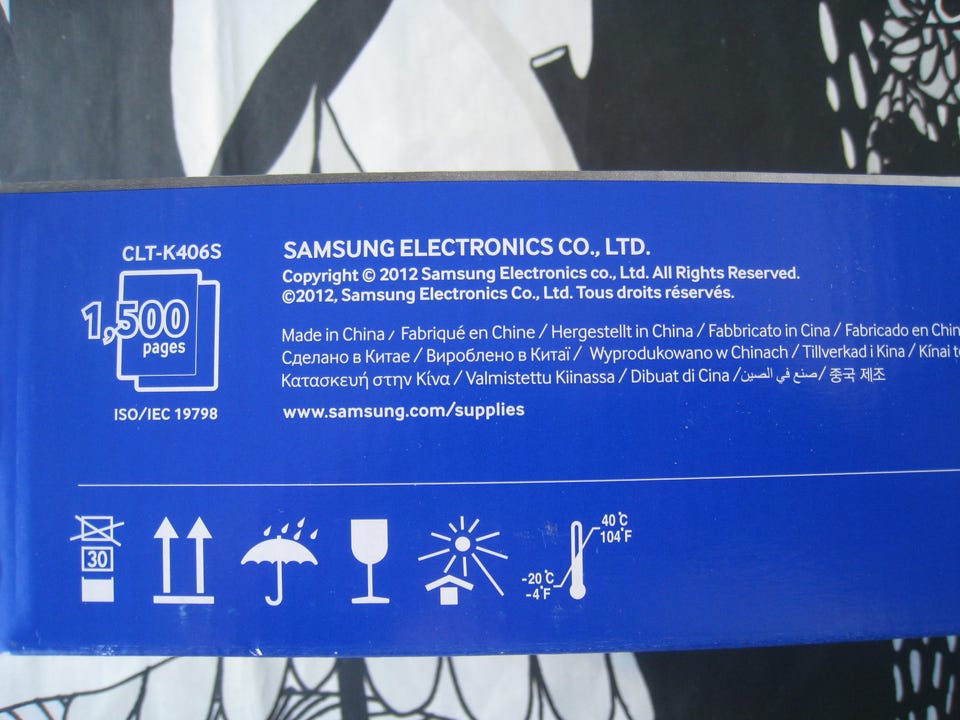 CLT-K406S
1,500
pages
ISO/IEC 19798
SAMSUNG ELECTRONICS CO., LTD.
Copyright © 2012 Samsung Electronics co., Ltd. All Rights Reserved.
©2012, Samsung Electronics Co., Ltd. Tous droits réservés.
Made in China / Fabriqué en Chine / Hergestellt in China / Fabbricato in Cina / Fabricado en Chin
Сделано в Китае / Вироблено в Китаї / Wyprodukowano w Chinach / Tillverkad i Kina / Kínai t
Κατασκευή στην Κίνα / Valmistettu Kiinassa / Dibuat di Cina / صنع في الصين / 중국 제조
www.samsung.com/supplies
30
40°C
104°F
-20°C
-4°F